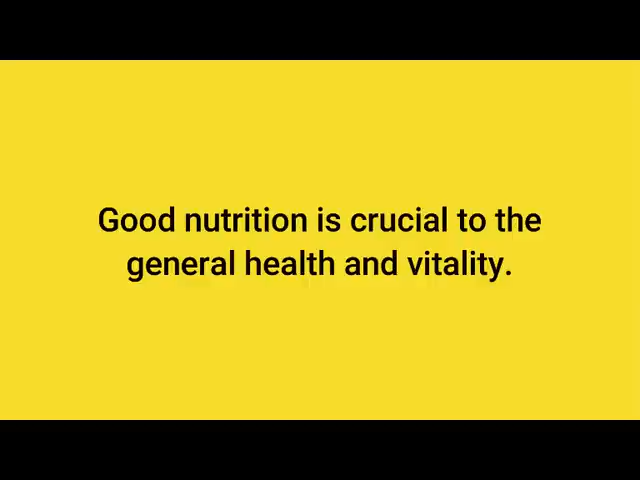 Good nutrition is crucial to the
general health and vitality.